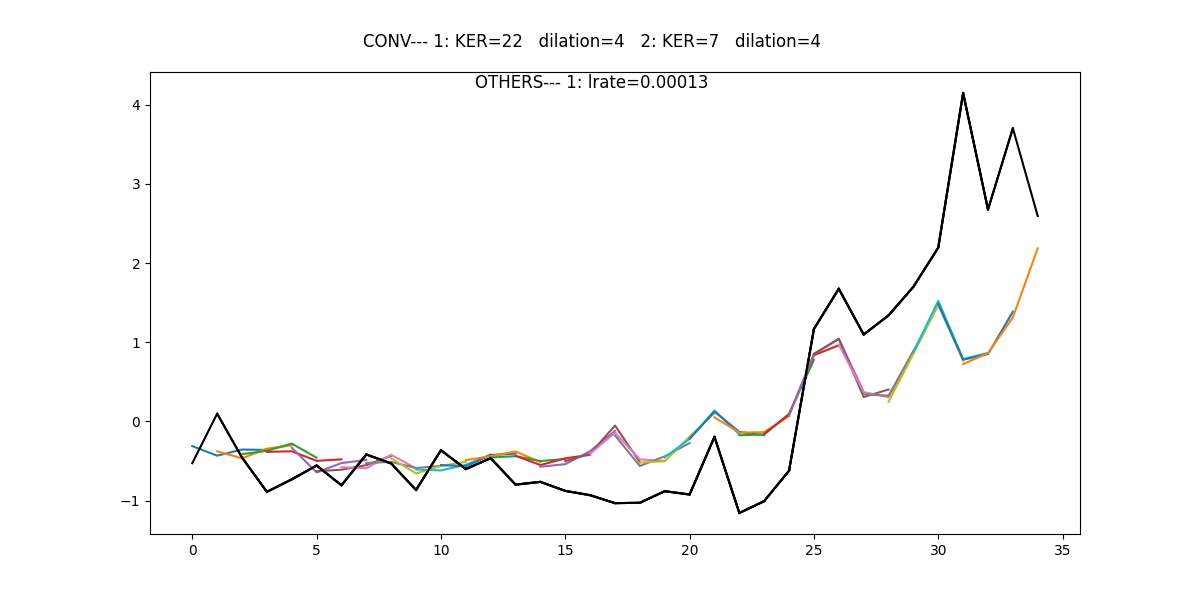 CONV--- 1: KER=22   dilation=4   2: KER=7   dilation=4
OTHERS--- 1: lrate=0.00013
4
3
2
1
0
−1
0 5 10 15 20 25 30 35